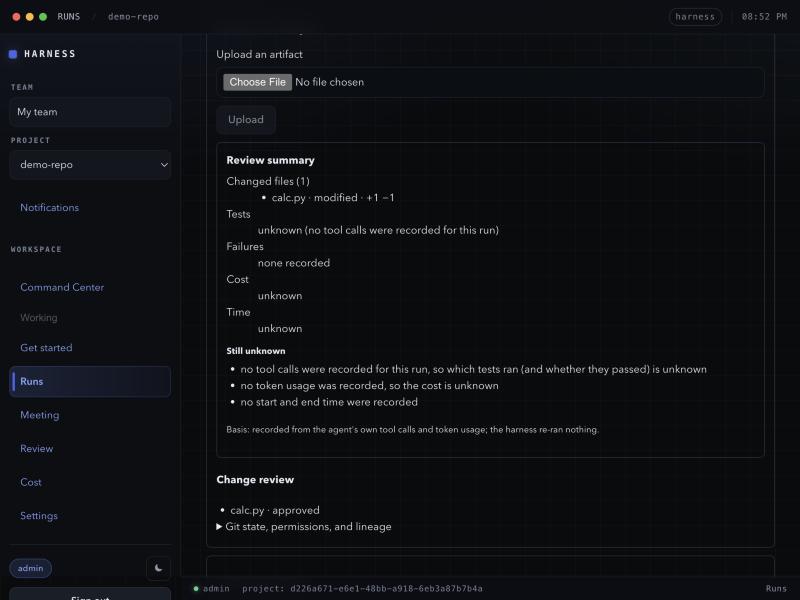 RUNS / demo-repo
harness
08:52 PM
HARNESS
TEAM
My team
PROJECT
demo-repo
Notifications
WORKSPACE
Command Center
Working
Get started
Runs
Meeting
Review
Cost
Settings
admin
Sign out
Upload an artifact
Choose File No file chosen
Upload
Review summary
Changed files (1)
• calc.py · modified · +1 −1
Tests
unknown (no tool calls were recorded for this run)
Failures
none recorded
Cost
unknown
Time
unknown
Still unknown
• no tool calls were recorded for this run, so which tests ran (and whether they passed) is unknown
• no token usage was recorded, so the cost is unknown
• no start and end time were recorded
Basis: recorded from the agent's own tool calls and token usage; the harness re-ran nothing.
Change review
• calc.py · approved
▶ Git state, permissions, and lineage
admin project: d226a671-e6e1-48bb-a918-6eb3a87b7b4a
Runs